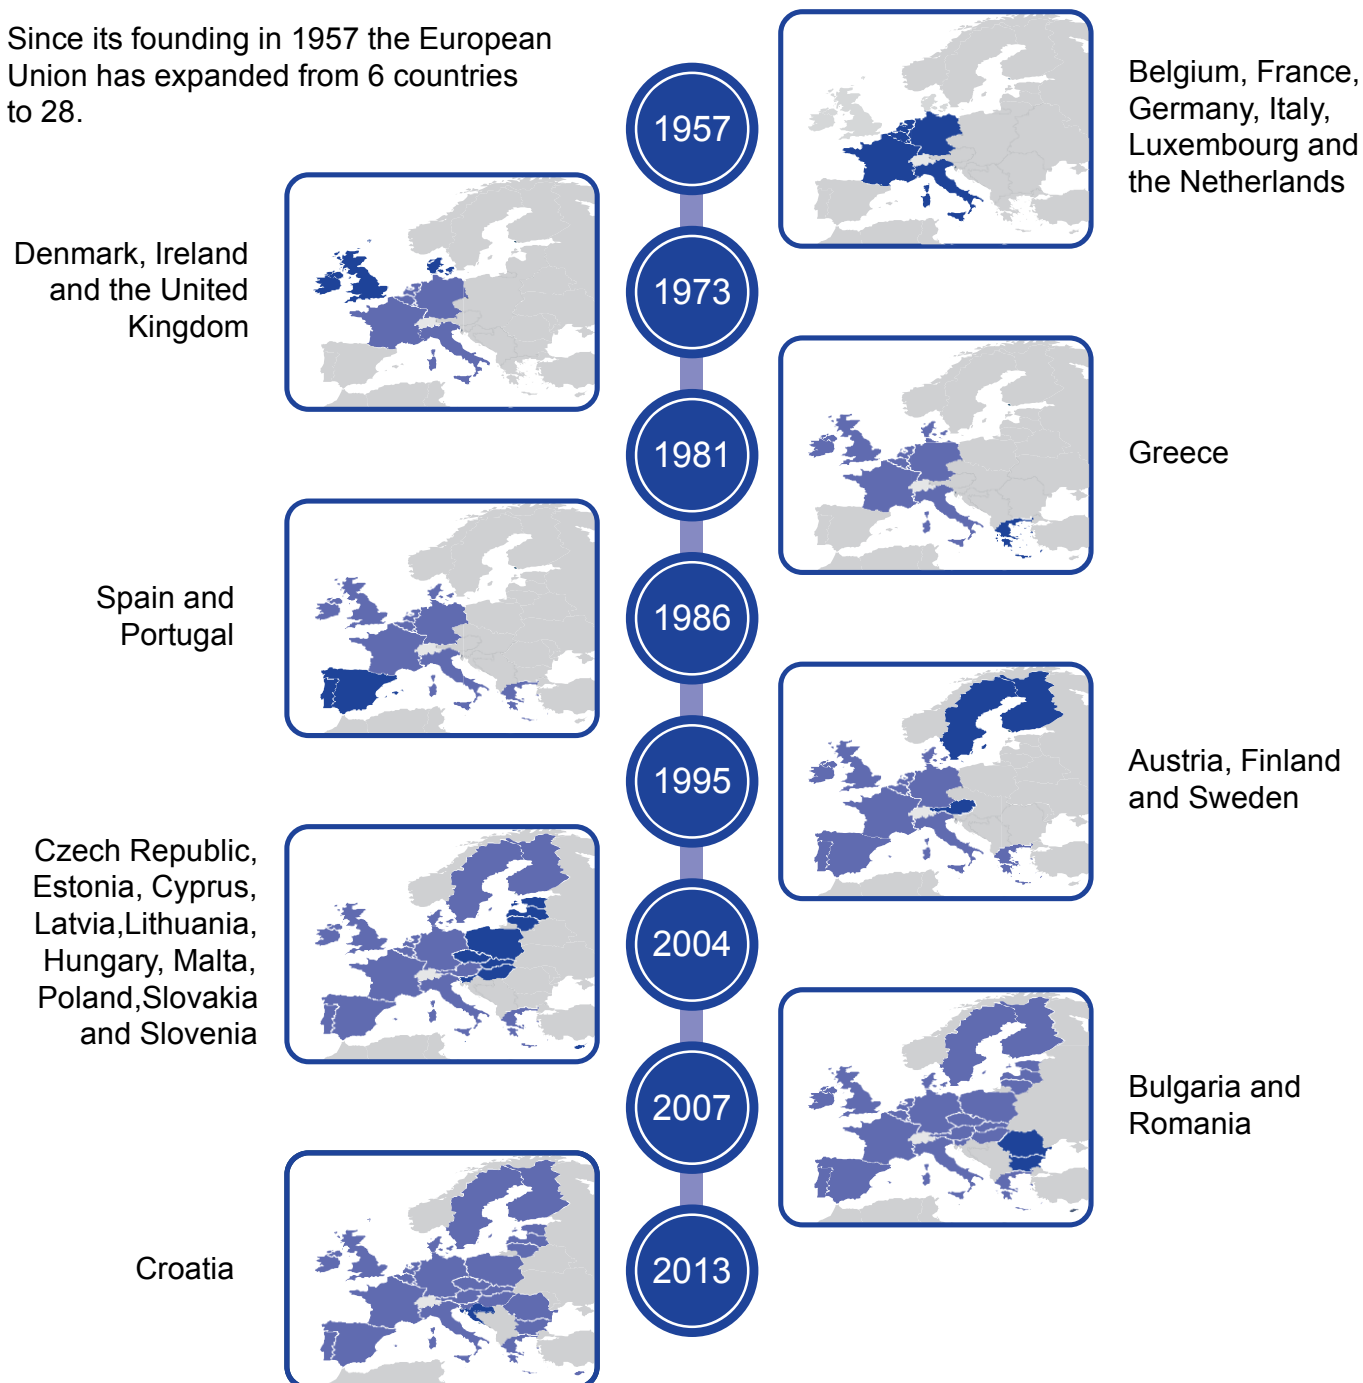 Since its founding in 1957 the European
Union has expanded from 6 countries
to 28.
1957
Belgium, France,
Germany, Italy,
Luxembourg and
the Netherlands
Denmark, Ireland
and the United
Kingdom
1973
1981
Greece
Spain and
Portugal
1986
1995
Austria, Finland
and Sweden
Czech Republic,
Estonia, Cyprus,
Latvia,Lithuania,
Hungary, Malta,
Poland,Slovakia
and Slovenia
2004
2007
Bulgaria and
Romania
Croatia
2013